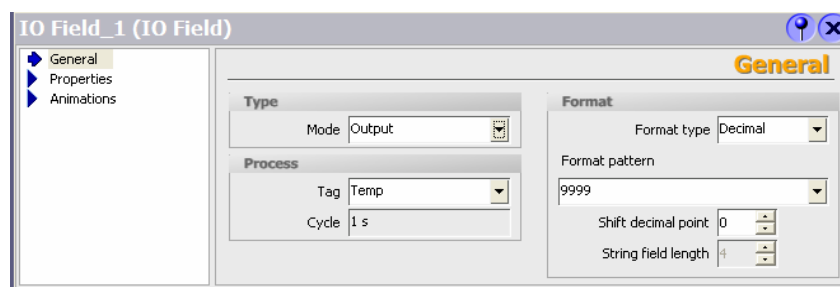 IO Field_1 (IO Field)
General
Properties
Animations
General
Type
Mode Output
Process
Tag Temp
Cycle 1 s
Format
Format type Decimal
Format pattern
9999
Shift decimal point 0
String field length 4